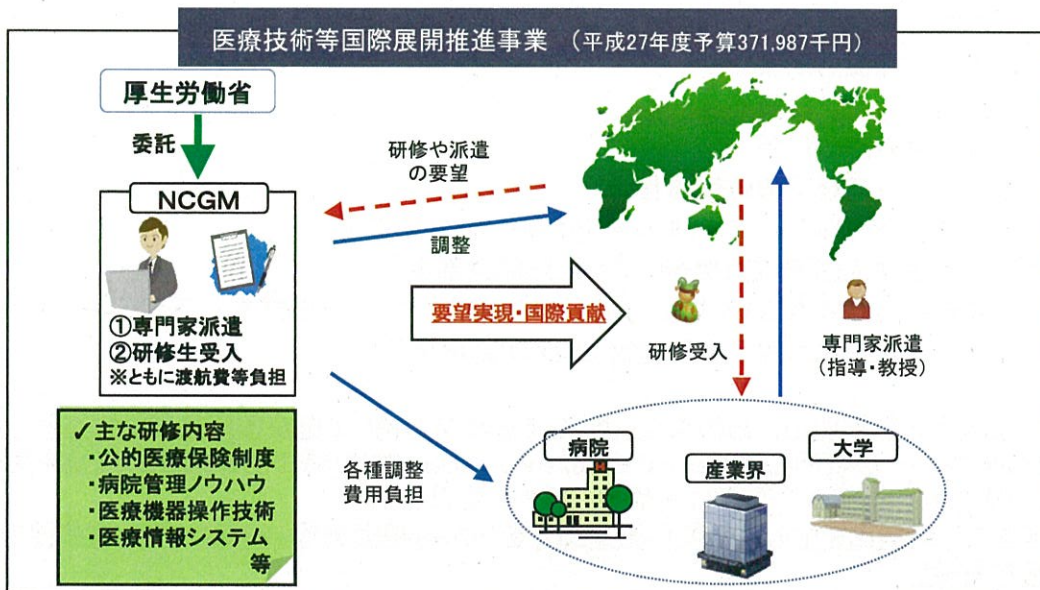 医療技術等国際展開推進事業 （平成27年度予算371,987千円）
厚生労働省
委託
NCGM
①専門家派遣
②研修生受入
※ともに渡航費等負担
研修や派遣
の要望
調整
要望実現・国際貢献
研修受入
専門家派遣
(指導・教授)
✓主な研修内容
・公的医療保険制度
・病院管理ノウハウ
・医療機器操作技術
・医療情報システム
等
各種調整
費用負担
病院
H
産業界
大学